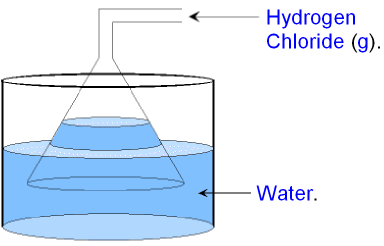 Hydrogen
Chloride (g).
Water.